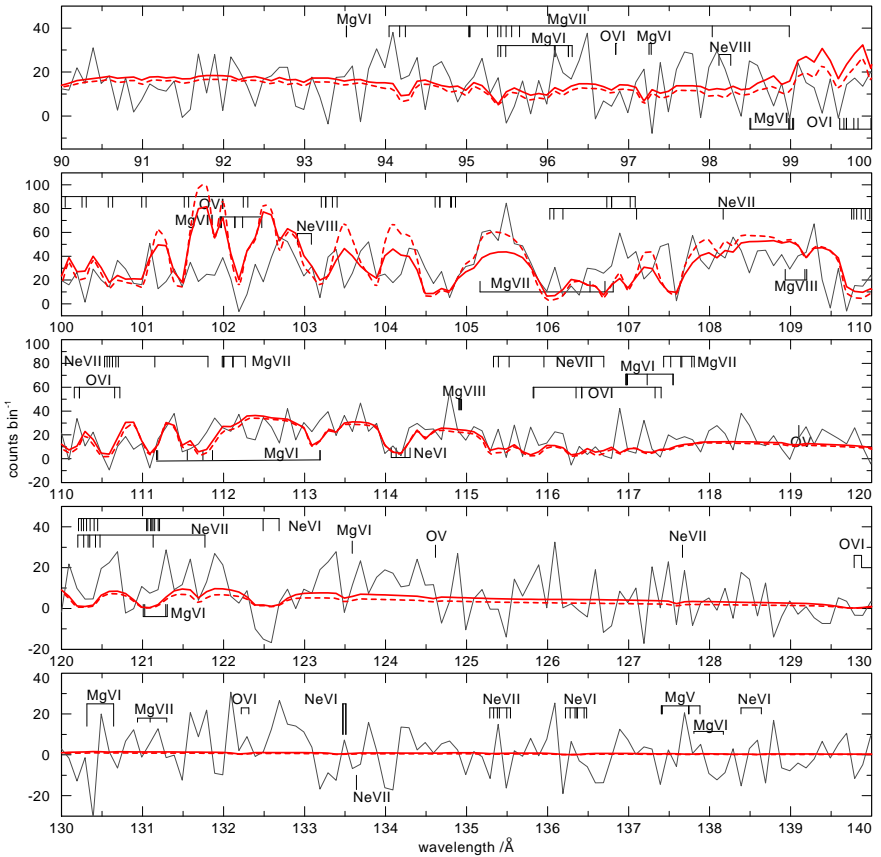 MgVI MgVII
MgVI OVI MgVI
NeVIII
40
20
0
MgVI OVI
90 91 92 93 94 95 96 97 98 99 100
100
80
60
40
20
0
OVI NeVII
MgVII NeVIII
MgVII MgVIII
100 101 102 103 104 105 106 107 108 109 110
100
80
60
40
20
0
-20
NeVII MgVII NeVII MgVII
OVI MgVI
MgVIII OVI
OV
MgVI NeVI
110 111 112 113 114 115 116 117 118 119 120
counts bin-1
40
20
0
-20
NeVI MgVI OV NeVII
NeVII OVI
MgVI
120 121 122 123 124 125 126 127 128 129 130
40
20
0
-20
MgVI MgVII OVI NeVI NeVII NeVI MgV NeVI
MgVI
NeVII
130 131 132 133 134 135 136 137 138 139 140
wavelength /Å